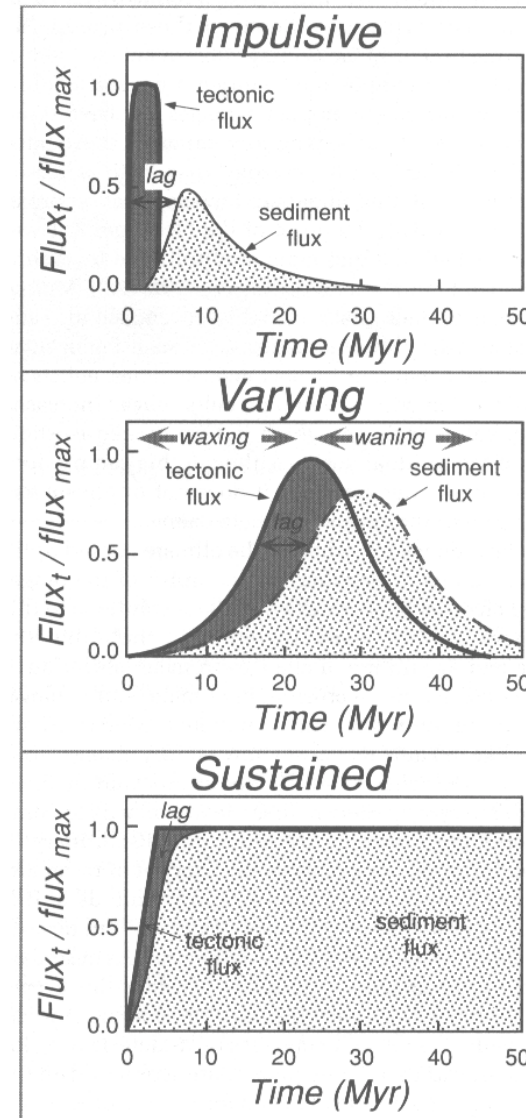 Impulsive
Flux_t / flux_max
1.0
0.5
0.0
tectonic
flux
lag
sediment
flux
0 10 20 30 40 50
Time (Myr)
Varying
Flux_t / flux_max
1.0
0.5
0.0
waxing waning
tectonic
flux
sediment
flux
lag
0 10 20 30 40 50
Time (Myr)
Sustained
Flux_t / flux_max
1.0
0.5
0.0
lag
tectonic
flux
sediment
flux
0 10 20 30 40 50
Time (Myr)